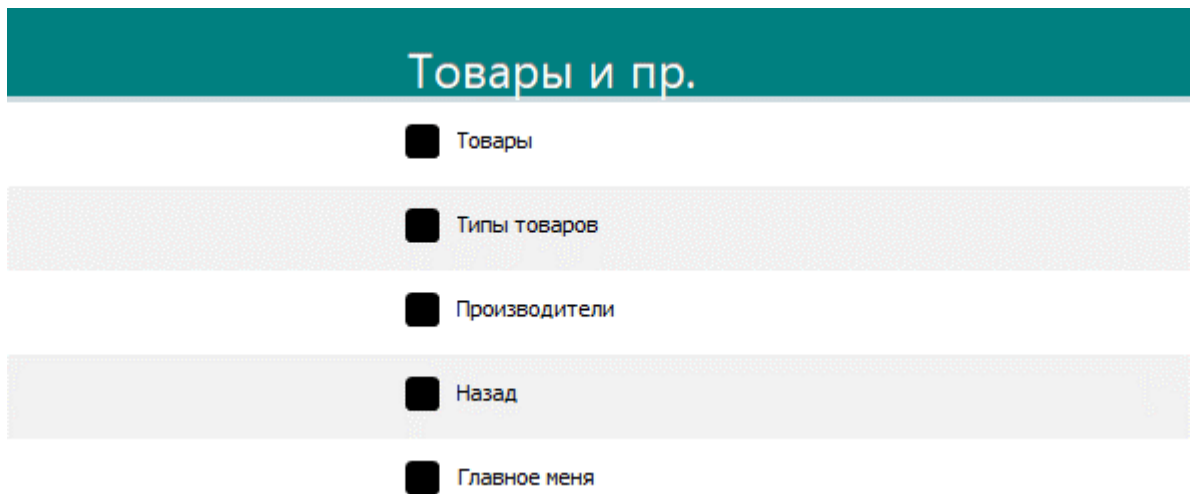 Товары и пр.
Товары
Типы товаров
Производители
Назад
Главное меня